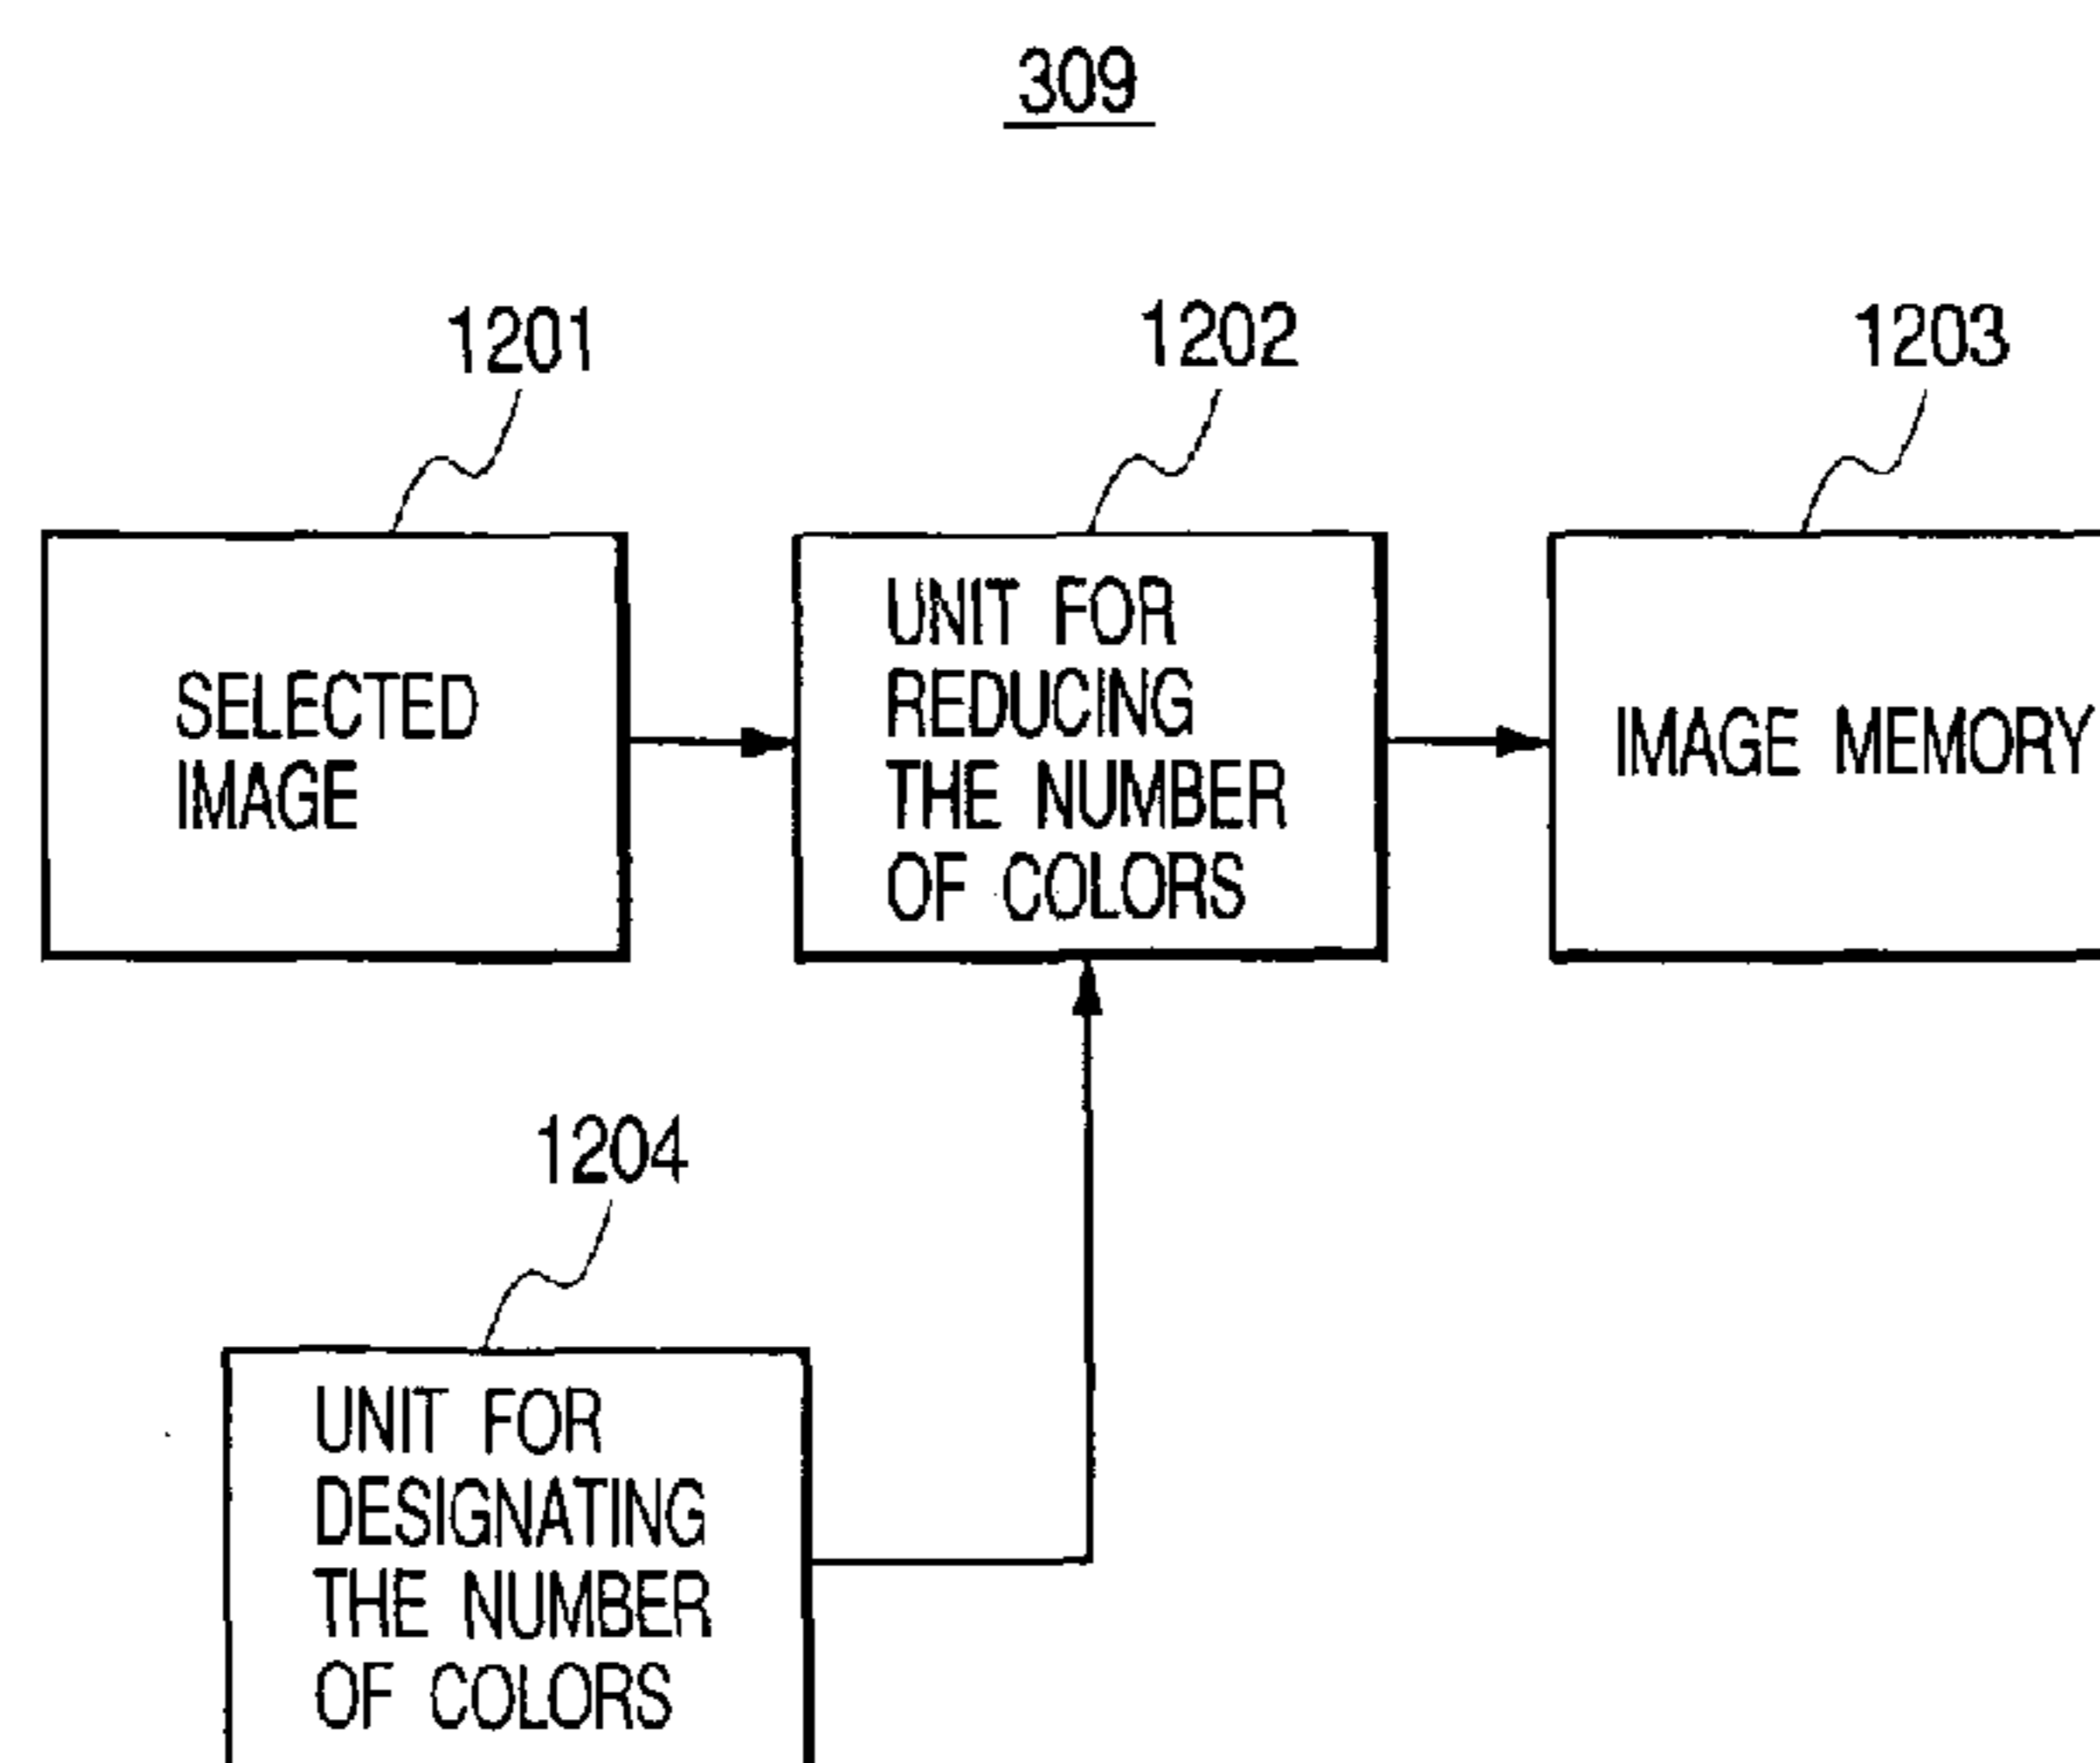 309
1201
1202
1203
SELECTED
IMAGE
UNIT FOR
REDUCING
THE NUMBER
OF COLORS
IMAGE MEMORY
1204
UNIT FOR
DESIGNATING
THE NUMBER
OF COLORS